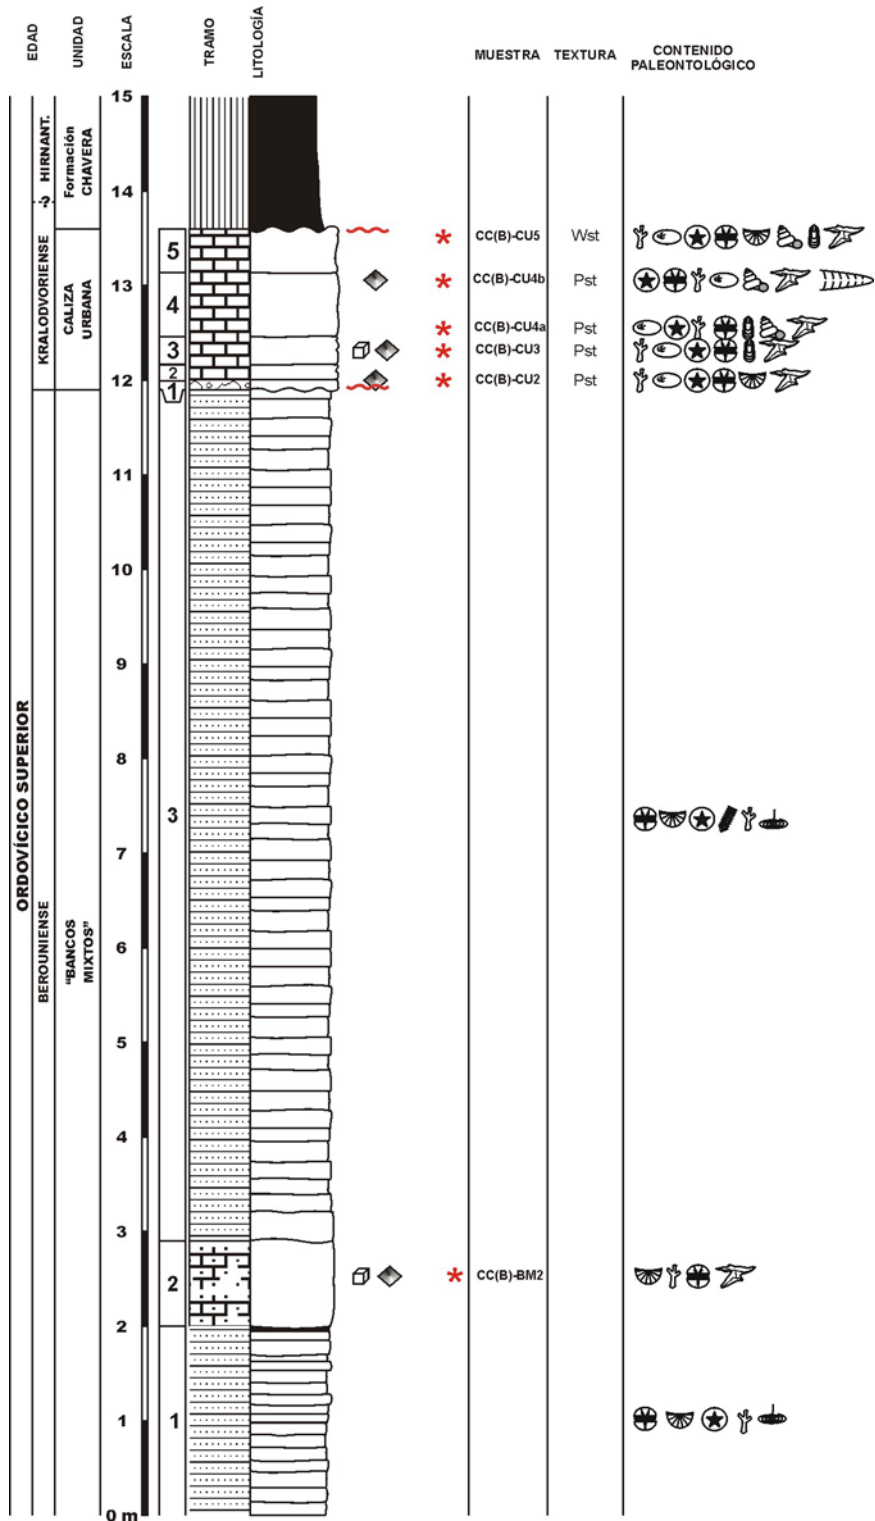 EDAD UNIDAD ESCALA TRAMO LITOLOGÍA MUESTRA TEXTURA CONTENIDO
PALEONTOLÓGICO
ORDOVÍCICO SUPERIOR
HIRNANT.
-?-
KRALODVORIENSE
BEROUNIENSE
Formación
CHAVERA
CALIZA
URBANA
"BANCOS
MIXTOS"
15
14
13
12
11
10
9
8
7
6
5
4
3
2
1
0 m
5
4
3
2
1
3
2
1
* CC(B)-CU5 Wst
* CC(B)-CU4b Pst
* CC(B)-CU4a Pst
* CC(B)-CU3 Pst
* CC(B)-CU2 Pst
* CC(B)-BM2